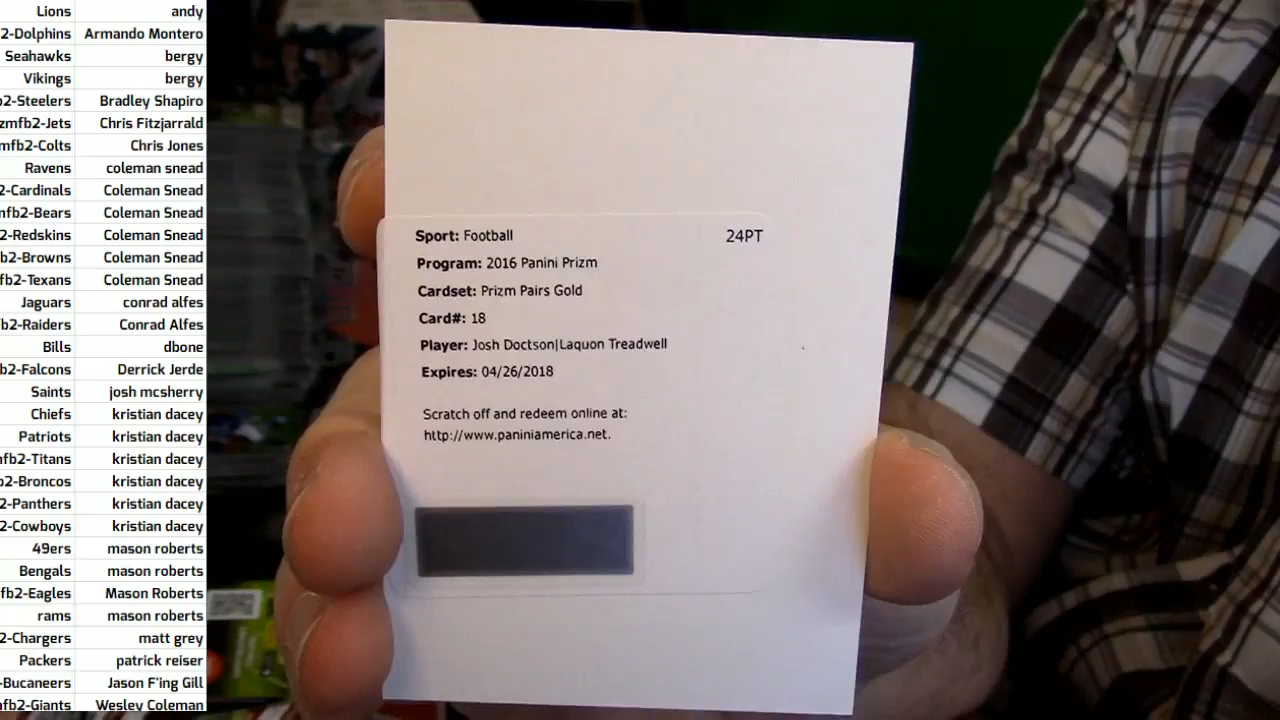 Lions andy
2-Dolphins Armando Montero
Seahawks bergy
Vikings bergy
b2-Steelers Bradley Shapiro
zmfb2-Jets Chris Fitzjarrald
mfb2-Colts Chris Jones
Ravens coleman snead
2-Cardinals Coleman Snead
nfb2-Bears Coleman Snead
2-Redskins Coleman Snead
b2-Browns Coleman Snead
fb2-Texans Coleman Snead
Jaguars conrad alfes
b2-Raiders Conrad Alfes
Bills dbone
fb2-Falcons Derrick Jerde
Saints josh mcsherry
Chiefs kristian dacey
Patriots kristian dacey
nfb2-Titans kristian dacey
b2-Broncos kristian dacey
2-Panthers kristian dacey
2-Cowboys kristian dacey
49ers mason roberts
Bengals mason roberts
fb2-Eagles Mason Roberts
rams mason roberts
2-Chargers matt grey
Packers patrick reiser
-Bucaneers Jason F'ing Gill
nfb2-Giants Wesley Coleman
Sport: Football 24PT
Program: 2016 Panini Prizm
Cardset: Prizm Pairs Gold
Card#: 18
Player: Josh Doctson|Laquon Treadwell
Expires: 04/26/2018
Scratch off and redeem online at:
http://www.paniniamerica.net.